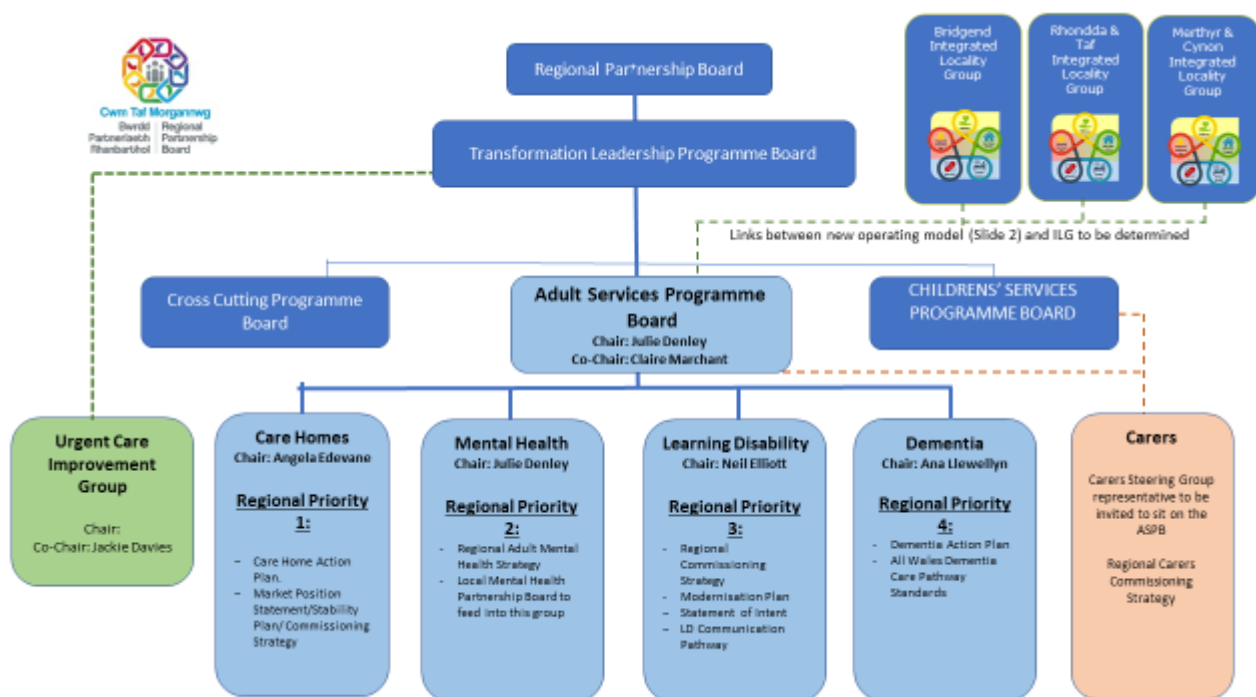 Cwm Taf Morgannwg
Bwrdd
Partneriaeth
Rhanbarthol
Regional
Partnership
Board
Regional Partnership Board
Transformation Leadership Programme Board
Bridgend
Integrated
Locality
Group
Rhondda &
Taf
Integrated
Locality
Group
Merthyr &
Cynon
Integrated
Locality
Group
Links between new operating model (Slide 2) and ILG to be determined
Cross Cutting Programme
Board
Adult Services Programme
Board
Chair: Julie Denley
Co-Chair: Claire Marchant
CHILDRENS' SERVICES
PROGRAMME BOARD
Urgent Care
Improvement
Group
Chair:
Co-Chair: Jackie Davies
Care Homes
Chair: Angela Edevane
Regional Priority
1:
- Care Home Action
Plan.
- Market Position
Statement/Stability
Plan/ Commissioning
Strategy
Mental Health
Chair: Julie Denley
Regional Priority
2:
- Regional Adult Mental
Health Strategy
- Local Mental Health
Partnership Board to
feed into this group
Learning Disability
Chair: Neil Elliott
Regional Priority
3:
- Regional
Commissioning
Strategy
- Modernisation Plan
- Statement of Intent
- LD Communication
Pathway
Dementia
Chair: Ana Llewellyn
Regional Priority
4:
- Dementia Action Plan
- All Wales Dementia
Care Pathway
Standards
Carers
Carers Steering Group
representative to be
invited to sit on the
ASPB
Regional Carers
Commissioning
Strategy